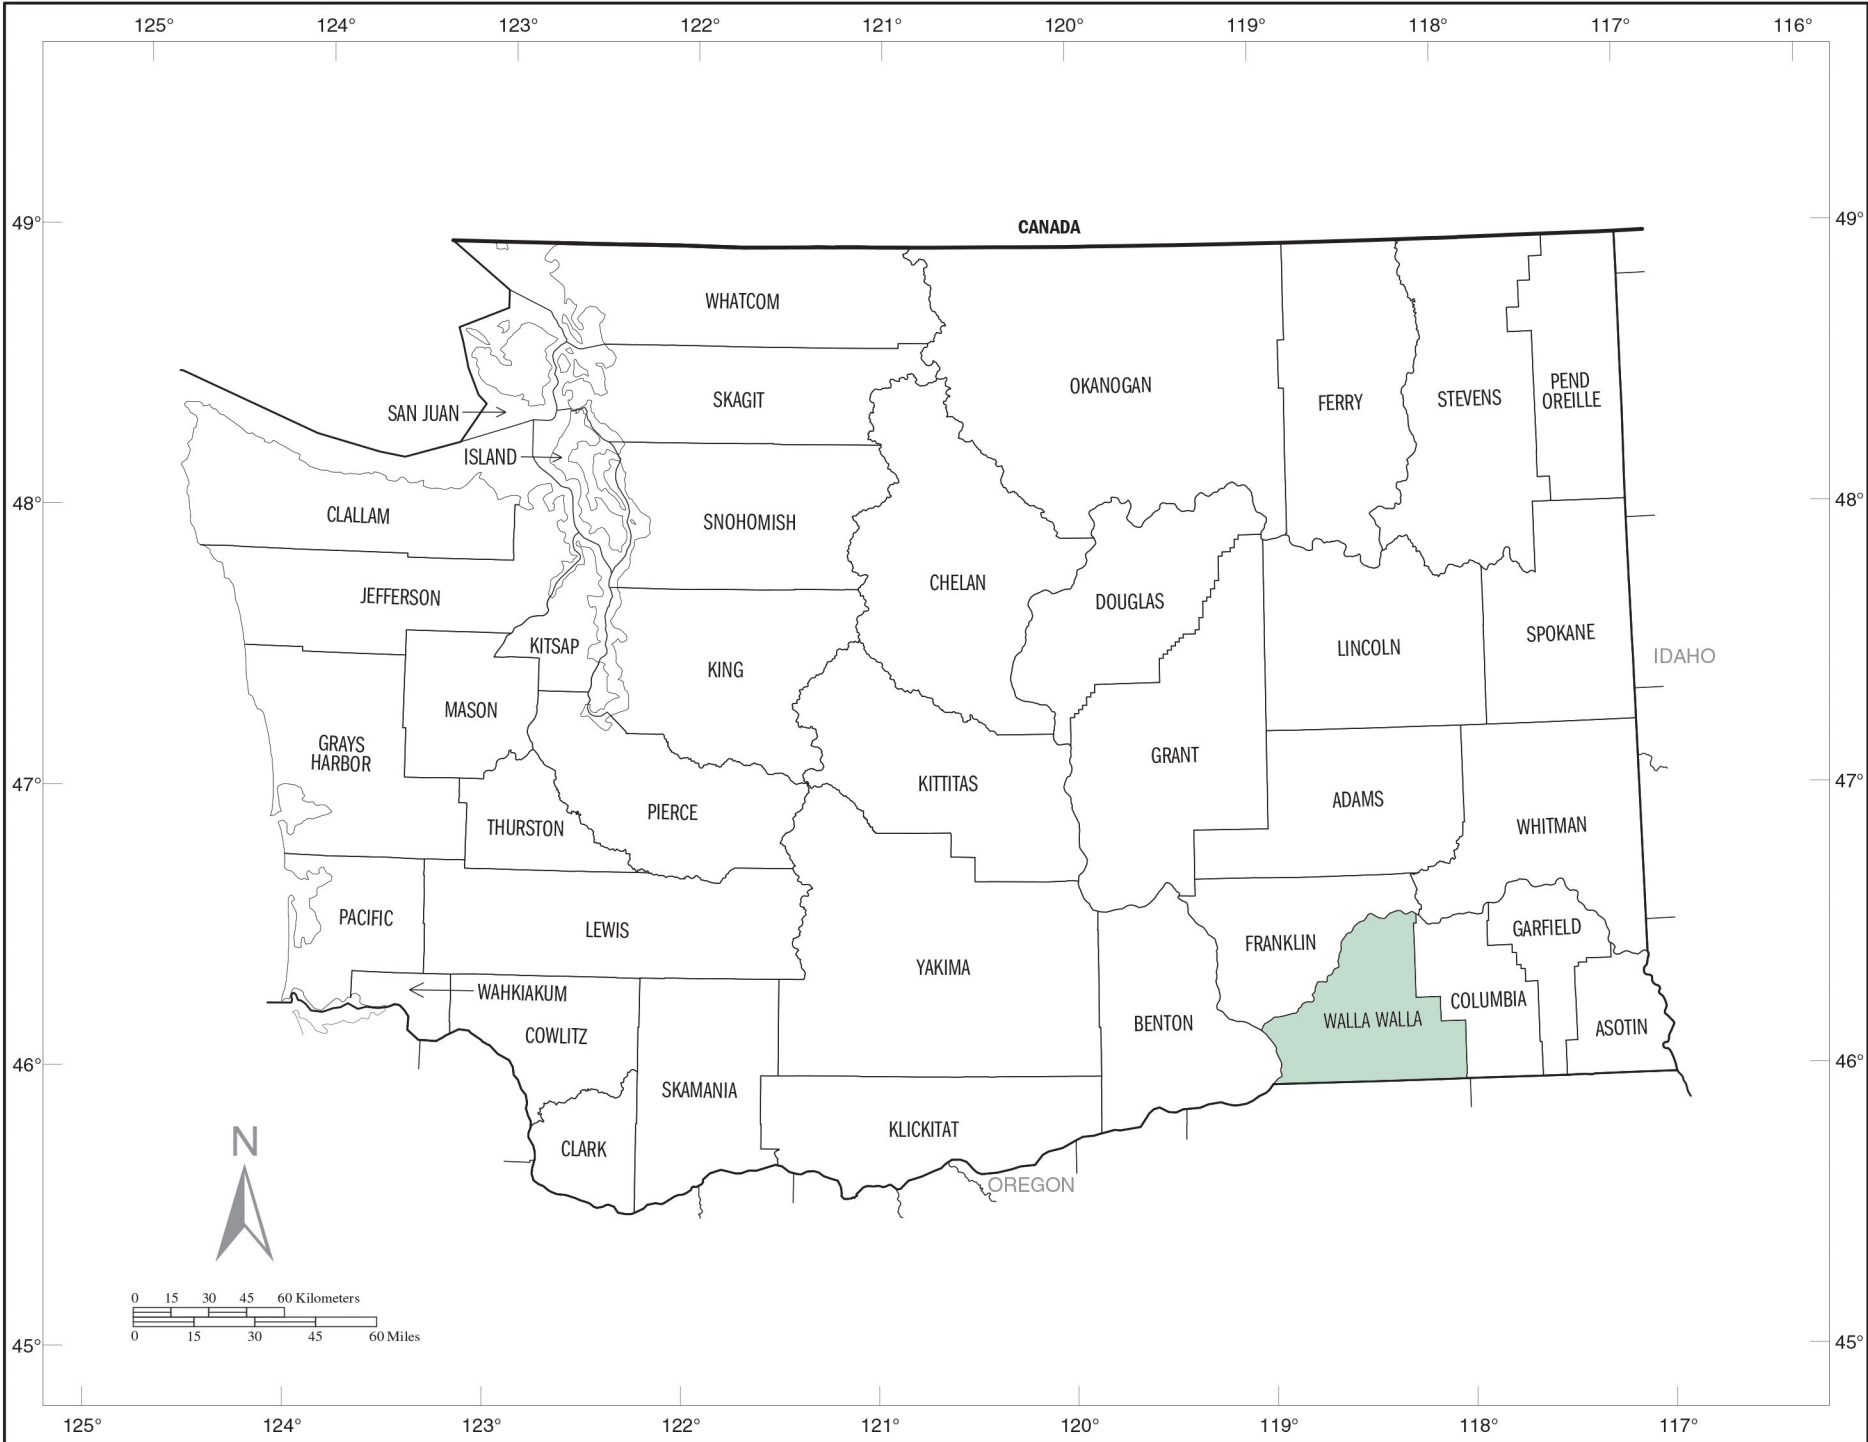 125° 124° 123° 122° 121° 120° 119° 118° 117° 116°
49° 49°
CANADA
WHATCOM
OKANOGAN
SKAGIT
FERRY
STEVENS
PEND
OREILLE
SAN JUAN
ISLAND
48° 48°
CLALLAM
SNOHOMISH
CHELAN
JEFFERSON
DOUGLAS
KITSAP
LINCOLN
SPOKANE
IDAHO
KING
MASON
GRAYS
HARBOR
GRANT
47° 47°
KITTITAS
ADAMS
PIERCE
THURSTON
WHITMAN
PACIFIC
LEWIS
YAKIMA
FRANKLIN
GARFIELD
WAHKIAKUM
COLUMBIA
WALLA WALLA
BENTON
ASOTIN
COWLITZ
46° 46°
SKAMANIA
KLICKITAT
CLARK
N
OREGON
0 15 30 45 60 Kilometers
0 15 30 45 60 Miles
45° 45°
125° 124° 123° 122° 121° 120° 119° 118° 117°